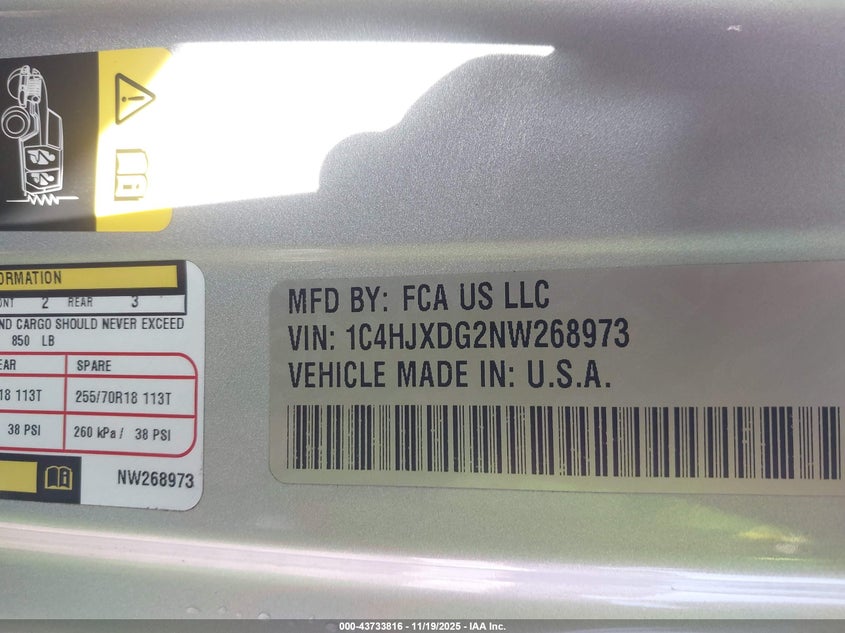 ORMATION
ONT 2 REAR 3
ND CARGO SHOULD NEVER EXCEED
850 LB
EAR SPARE
18 113T 255/70R18 113T
38 PSI 260 kPa / 38 PSI
NW268973
MFD BY: FCA US LLC
VIN: 1C4HJXDG2NW268973
VEHICLE MADE IN: U.S.A.
000-43733816 - 11/19/2025 - IAA Inc.